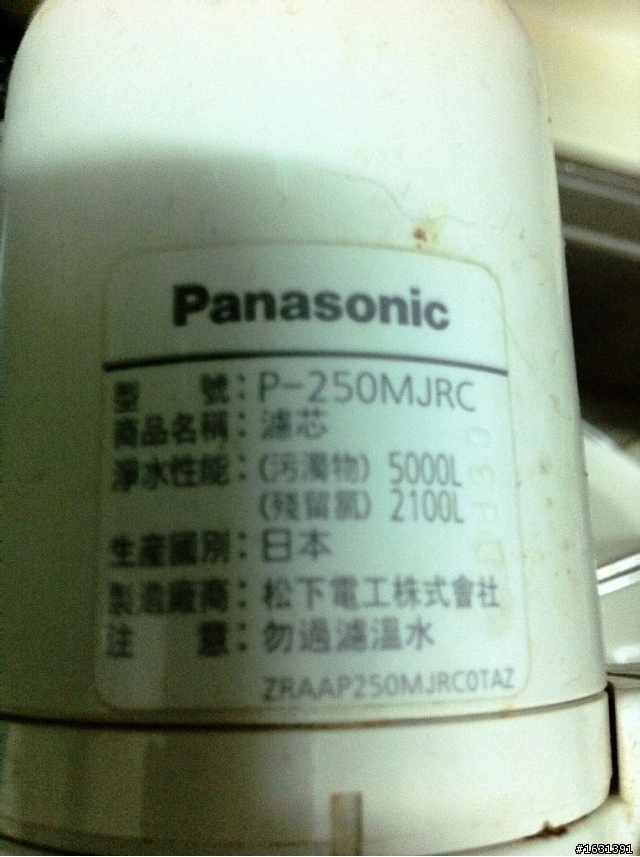 Panasonic
型 號：P-250MJRC
商品名稱：濾芯
淨水性能：(污濁物) 5000L
(殘留氯) 2100L
生產國別：日本
製造廠商：松下電工株式會社
注 意：勿過濾溫水
ZRAAP250MJRC0TAZ
#1631391